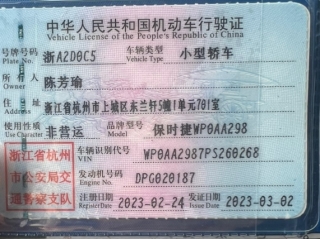 中华人民共和国机动车行驶证
Vehicle License of the People's Republic of China
号牌号码 浙A2D0C5 车辆类型 小型轿车
Plate No. Vehicle Type
所有人 陈芳瑜
Owner
住址 浙江省杭州市上城区东兰轩5幢1单元701室
Address
使用性质 非营运 品牌型号 保时捷WP0AA298
Use Character Model
浙江省杭州 车辆识别代号 WP0AA2987PS260268
VIN
市公安局交 发动机号码 DPG020187
Engine No.
通警察支队 注册日期 2023-02-24 发证日期 2023-03-02
Register Date Issue Date